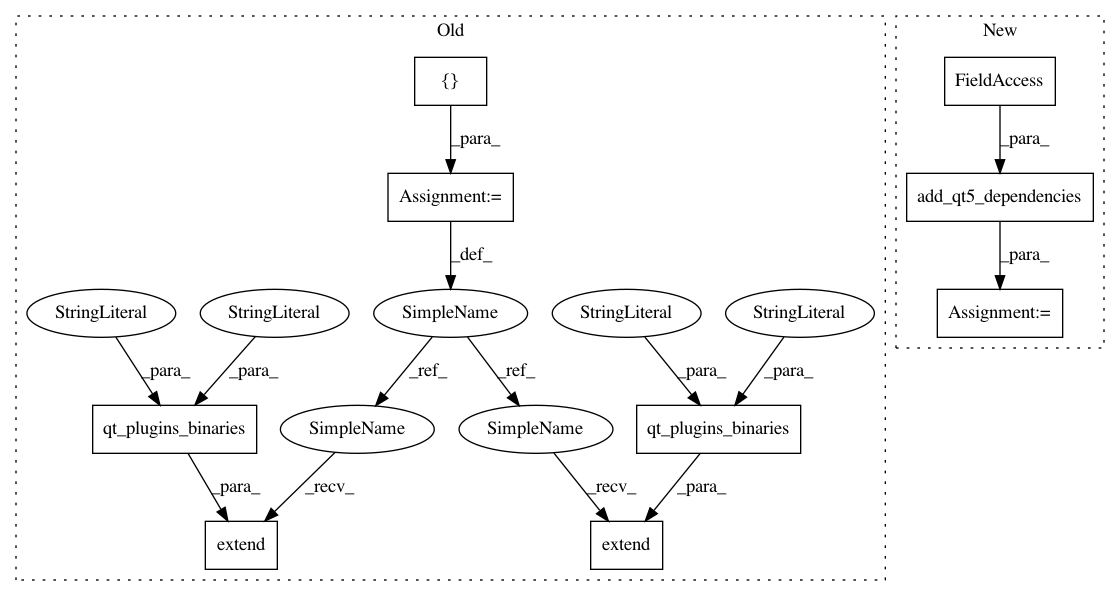 Old
New
{}
FieldAccess
_para_
_para_
Assignment:=
add_qt5_dependencies
_def_
_para_
StringLiteral
StringLiteral
SimpleName
StringLiteral
StringLiteral
Assignment:=
_para_
_para_
_ref_
_ref_
_para_
_para_
qt_plugins_binaries
SimpleName
SimpleName
qt_plugins_binaries
_para_
_recv_
_recv_
_para_
extend
extend